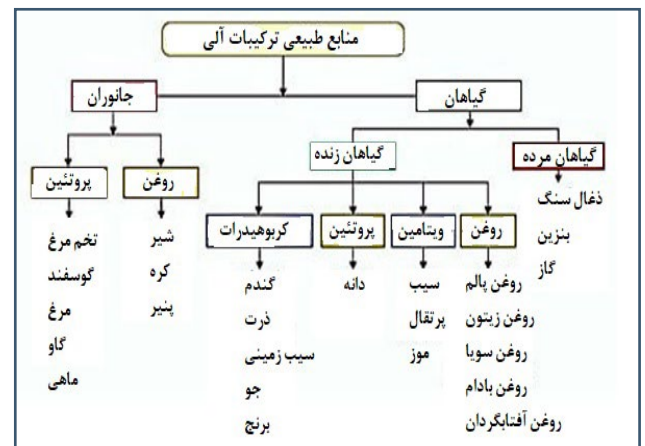 منابع طبیعی ترکیبات آلی
گیاهان
جانوران
گیاهان مرده
گیاهان زنده
روغن
پروتئین
ذغال سنگ
بنزین
گاز
روغن
ویتامین
پروتئین
کربوهیدرات
روغن پالم
روغن زیتون
روغن سویا
روغن بادام
روغن آفتابگردان
سیب
پرتقال
موز
دانه
گندم
ذرت
سیب زمینی
جو
برنج
شیر
کره
پنیر
تخم مرغ
گوسفند
مرغ
گاو
ماهی